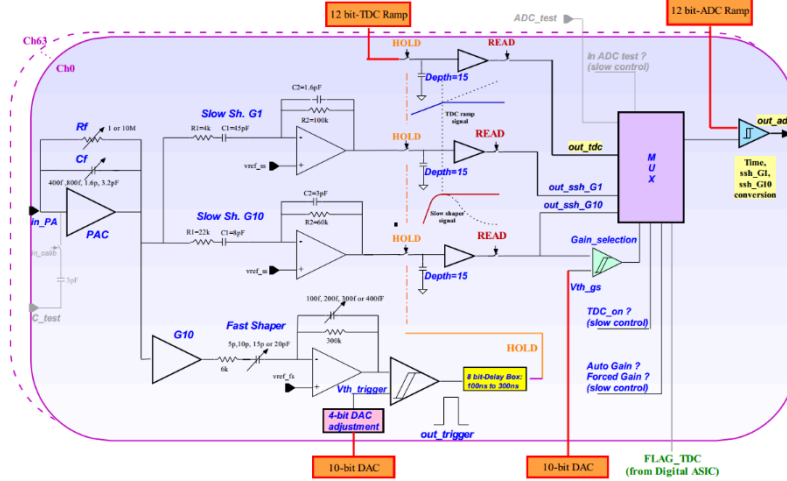 12 bit-TDC Ramp
12 bit-ADC Ramp
Ch63
Ch0
ADC_test
HOLD
READ
In ADC test ?
(slow control)
Depth=15
C2=1.6pF
R2=100k
Slow Sh. G1
R1=4k
C1=45pF
vref_ss
TDC ramp
signal
Rf
1 or 10M
Cf
400f ,800f, 1.6p, 3.2pF
in_PA
PAC
in_calib
3pF
C_test
HOLD
READ
Depth=15
out_tdc
out_ssh_G1
out_ssh_G10
M
U
X
out_ad
Time,
ssh_G1,
ssh_G10
conversion
Slow shaper
signal
C2=3pF
R2=60k
Slow Sh. G10
R1=22k
C1=8pF
vref_ss
HOLD
READ
Depth=15
Gain_selection
Vth_gs
TDC_on ?
(slow control)
Auto Gain ?
Forced Gain ?
(slow control)
100f, 200f, 300f or 400fF
300k
G10
Fast Shaper
5p,10p, 15p or 20pF
6k
vref_fs
HOLD
8 bit-Delay Box:
100ns to 300ns
Vth_trigger
4-bit DAC
adjustment
out_trigger
10-bit DAC
10-bit DAC
FLAG_TDC
(from Digital ASIC)